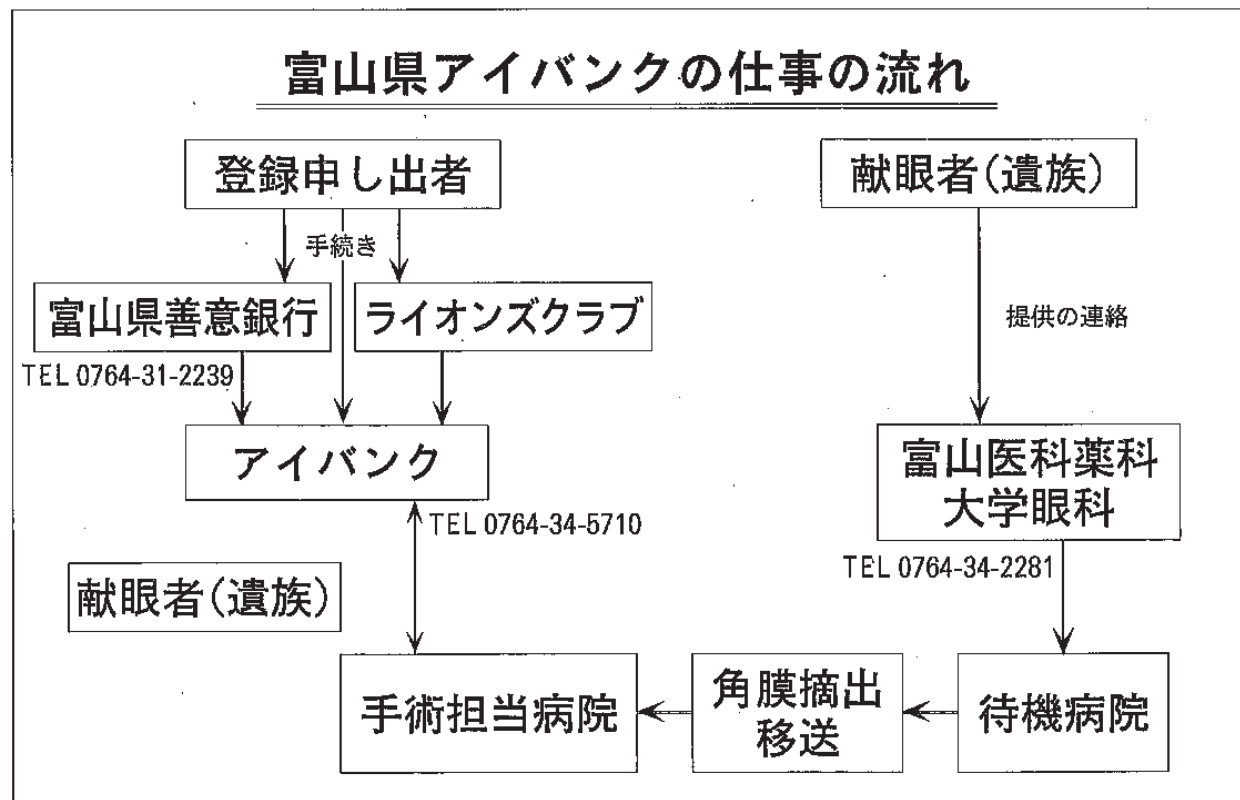 富山県アイバンクの仕事の流れ
登録申し出者
献眼者(遺族)
手続き
富山県善意銀行
ライオンズクラブ
提供の連絡
TEL 0764-31-2239
アイバンク
富山医科薬科
大学眼科
TEL 0764-34-5710
TEL 0764-34-2281
献眼者(遺族)
手術担当病院
角膜摘出
移送
待機病院